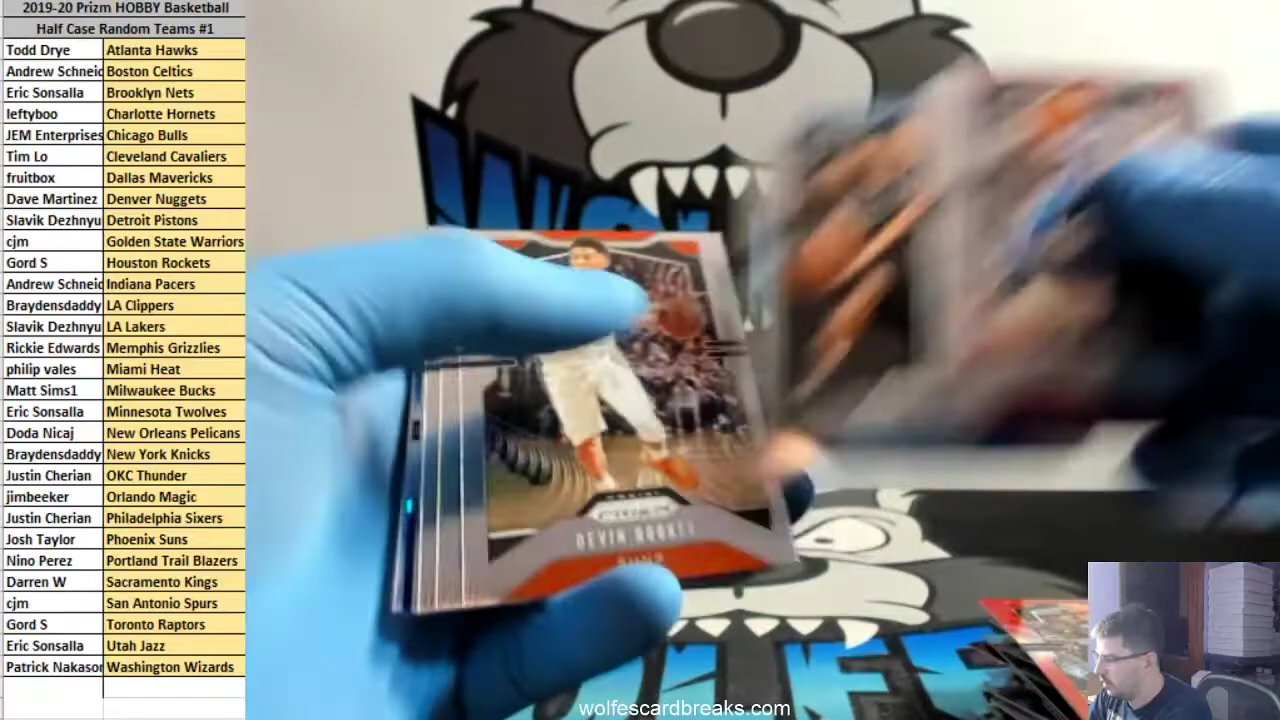 2019-20 Prizm HOBBY Basketball
Half Case Random Teams #1
Todd Drye Atlanta Hawks
Andrew Schneid Boston Celtics
Eric Sonsalla Brooklyn Nets
leftyboo Charlotte Hornets
JEM Enterprises Chicago Bulls
Tim Lo Cleveland Cavaliers
fruitbox Dallas Mavericks
Dave Martinez Denver Nuggets
Slavik Dezhnyu Detroit Pistons
cjm Golden State Warriors
Gord S Houston Rockets
Andrew Schneid Indiana Pacers
Braydensdaddy LA Clippers
Slavik Dezhnyu LA Lakers
Rickie Edwards Memphis Grizzlies
philip vales Miami Heat
Matt Sims1 Milwaukee Bucks
Eric Sonsalla Minnesota Twolves
Doda Nicaj New Orleans Pelicans
Braydensdaddy New York Knicks
Justin Cherian OKC Thunder
jimbeeker Orlando Magic
Justin Cherian Philadelphia Sixers
Josh Taylor Phoenix Suns
Nino Perez Portland Trail Blazers
Darren W Sacramento Kings
cjm San Antonio Spurs
Gord S Toronto Raptors
Eric Sonsalla Utah Jazz
Patrick Nakason Washington Wizards
DEVIN BOOKER
SUNS
wolfescardbreaks.com